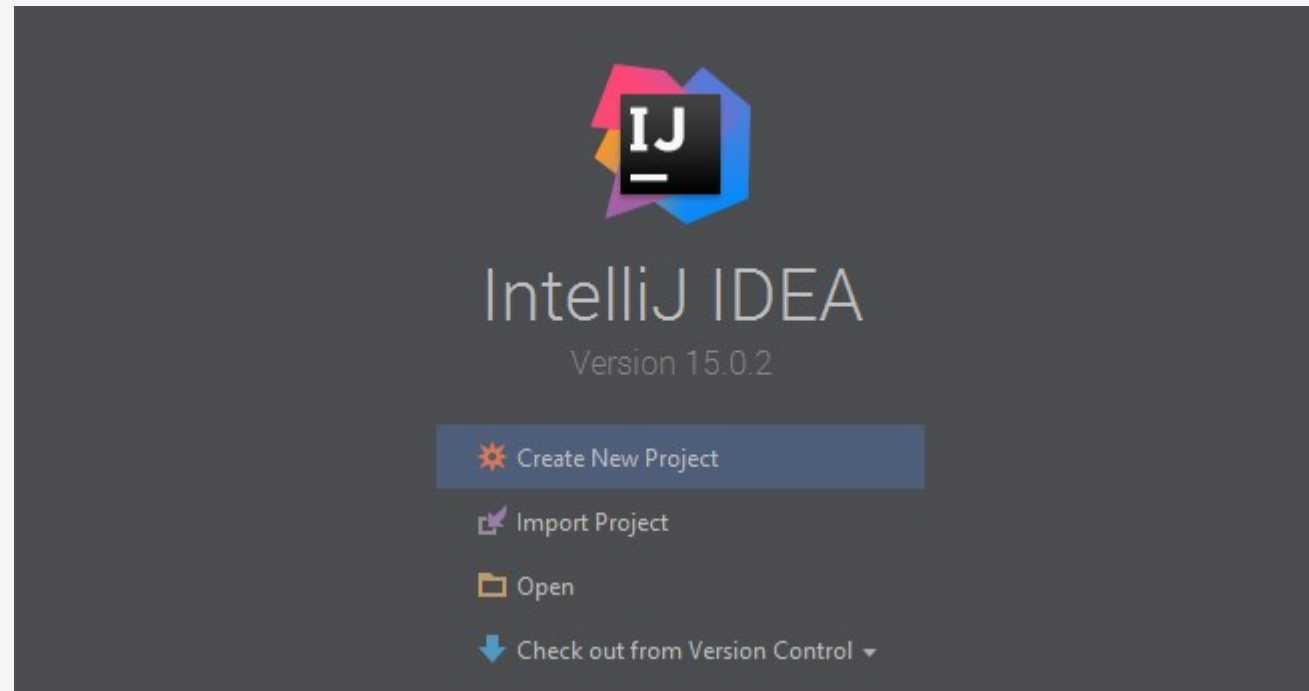 IJ
IntelliJ IDEA
Version 15.0.2
Create New Project
Import Project
Open
Check out from Version Control